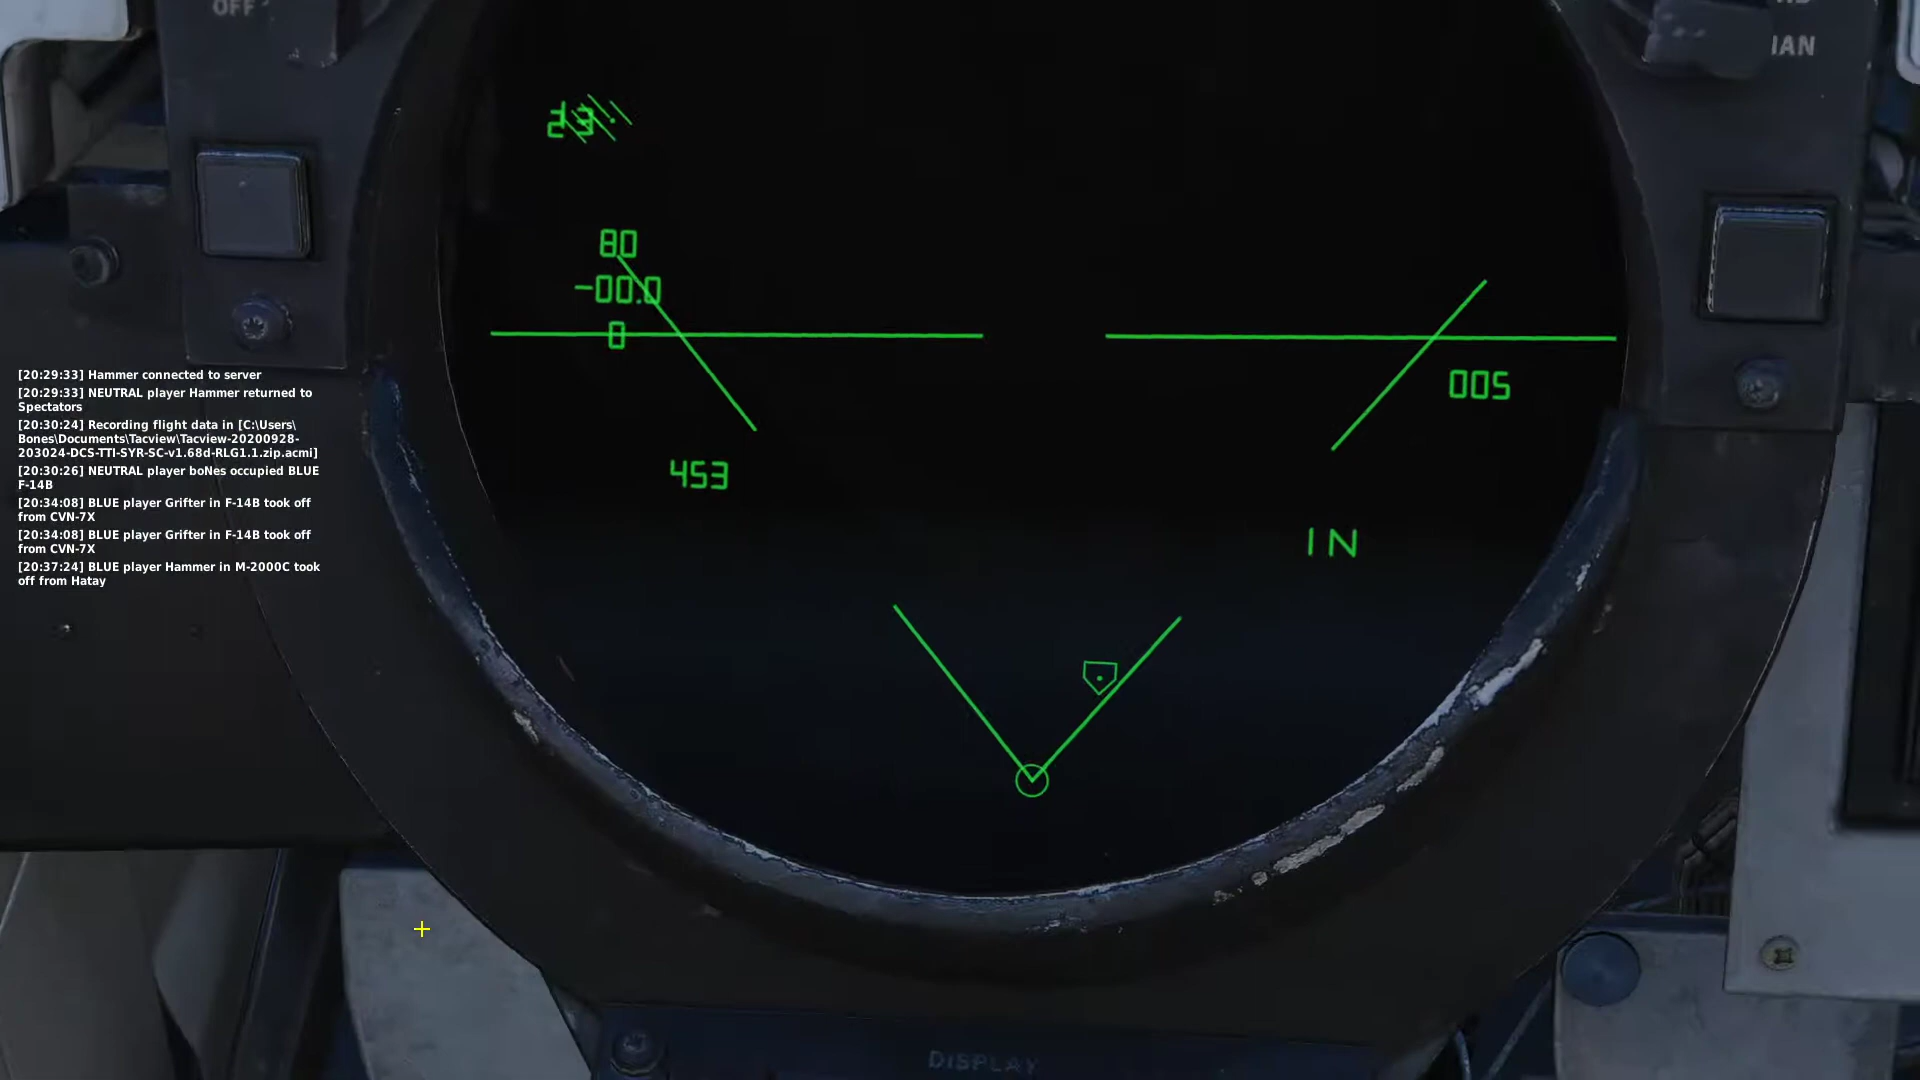 OFF
IAN
80
-00.0
0
005
453
IN
[20:29:33] Hammer connected to server
[20:29:33] NEUTRAL player Hammer returned to
Spectators
[20:30:24] Recording flight data in [C:\Users\
Bones\Documents\Tacview\Tacview-20200928-
203024-DCS-TTI-SYR-SC-v1.68d-RLG1.1.zip.acmi]
[20:30:26] NEUTRAL player boNes occupied BLUE
F-14B
[20:34:08] BLUE player Grifter in F-14B took off
from CVN-7X
[20:34:08] BLUE player Grifter in F-14B took off
from CVN-7X
[20:37:24] BLUE player Hammer in M-2000C took
off from Hatay
DISPLAY